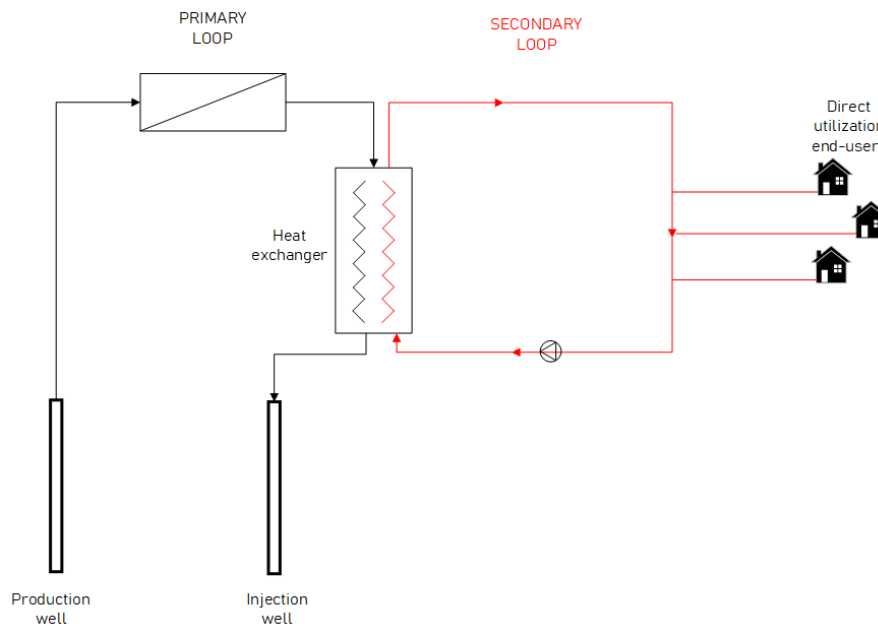 PRIMARY
LOOP
SECONDARY
LOOP
Direct
utilization
end-user
Heat
exchanger
Production
well
Injection
well